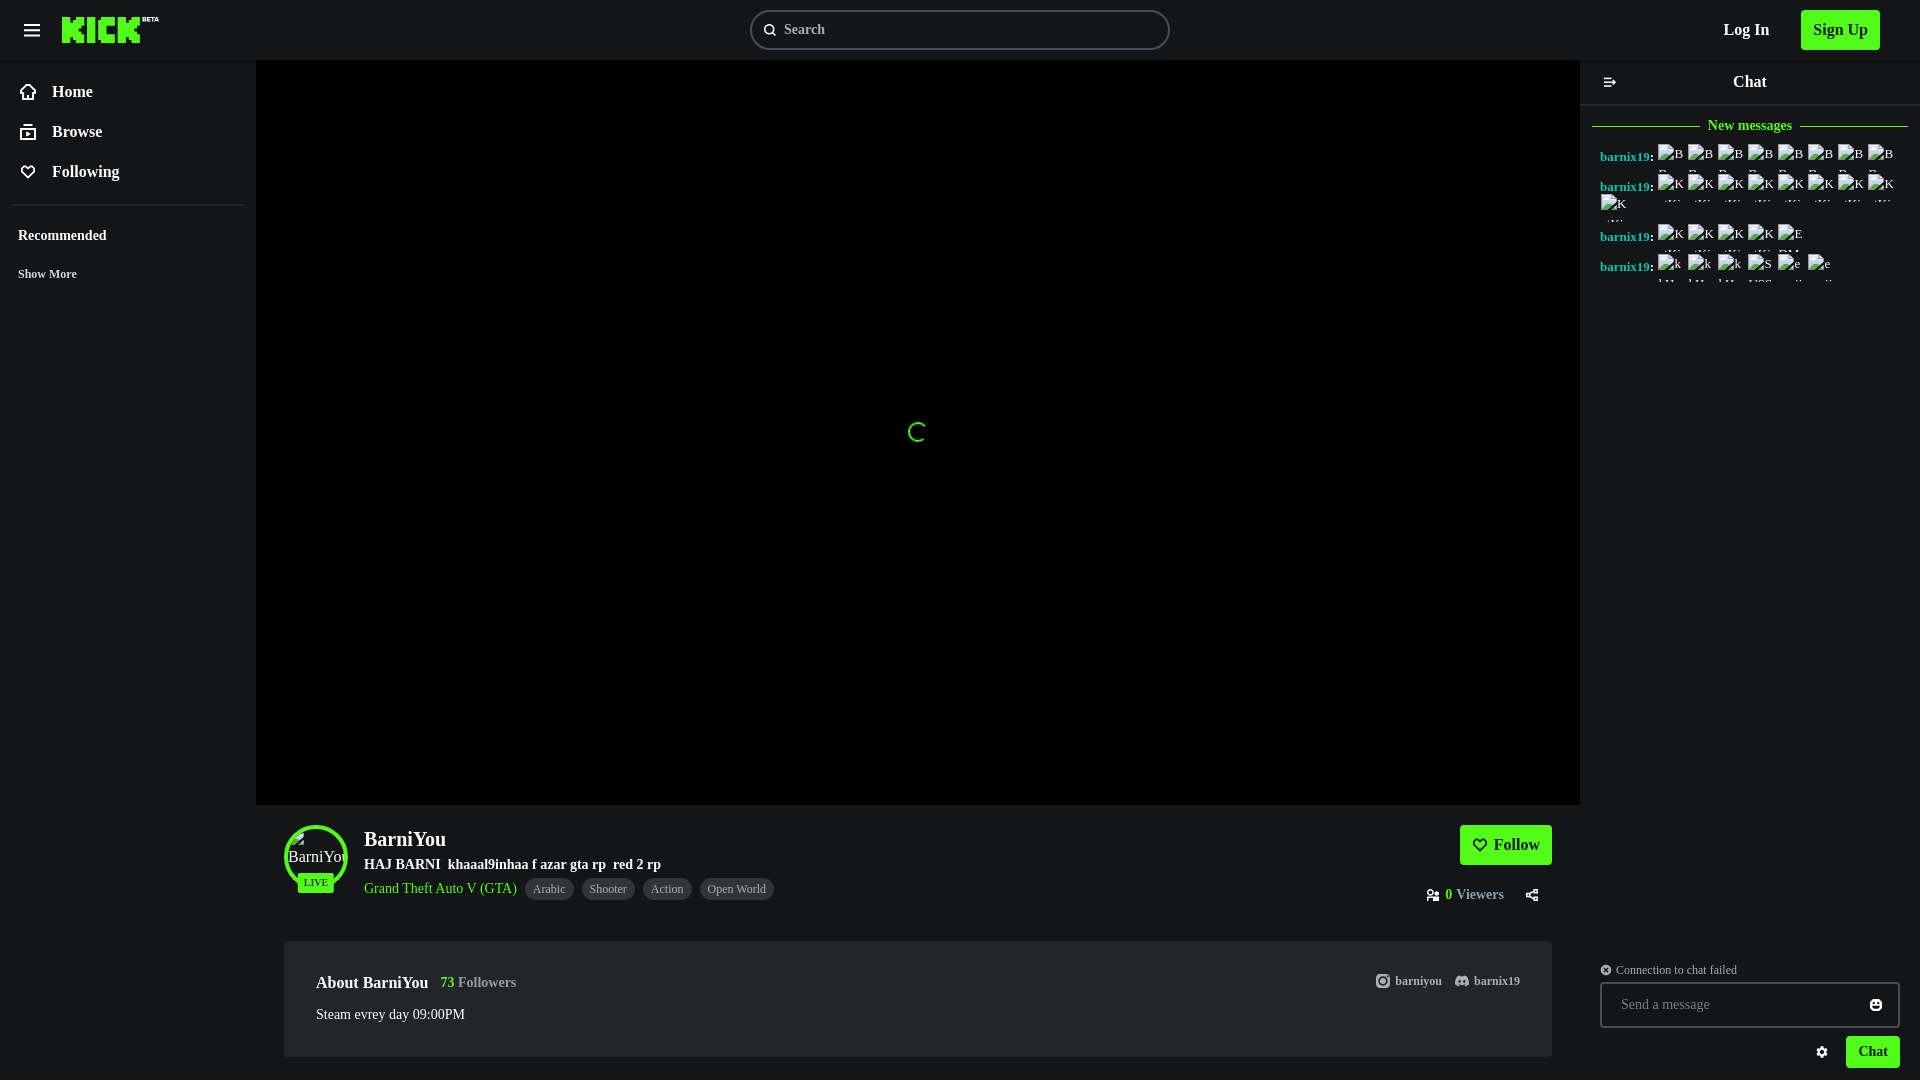 KICK BETA
Search
Log In
Sign Up
Home
Browse
Following
Recommended
Show More
Chat
New messages
barnix19: B B B B B B B B
barnix19: K K K K K K K K
K
barnix19: K K K K E
barnix19: k k k S e e
BarniYou
LIVE
BarniYou
HAJ BARNI khaaal9inhaa f azar gta rp red 2 rp
Grand Theft Auto V (GTA) Arabic Shooter Action Open World
Follow
0 Viewers
About BarniYou 73 Followers
barniyou barnix19
Steam evrey day 09:00PM
Connection to chat failed
Send a message
Chat